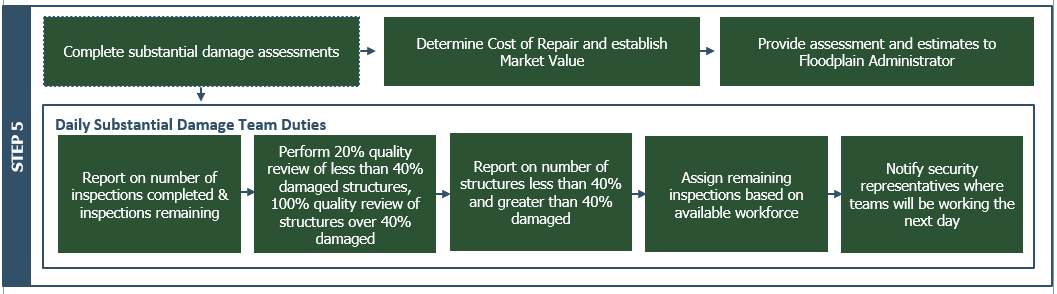 STEP 5
Complete substantial damage assessments
Determine Cost of Repair and establish
Market Value
Provide assessment and estimates to
Floodplain Administrator
Daily Substantial Damage Team Duties
Report on number of
inspections completed &
inspections remaining
Perform 20% quality
review of less than 40%
damaged structures,
100% quality review of
structures over 40%
damaged
Report on number of
structures less than 40%
and greater than 40%
damaged
Assign remaining
inspections based on
available workforce
Notify security
representatives where
teams will be working the
next day